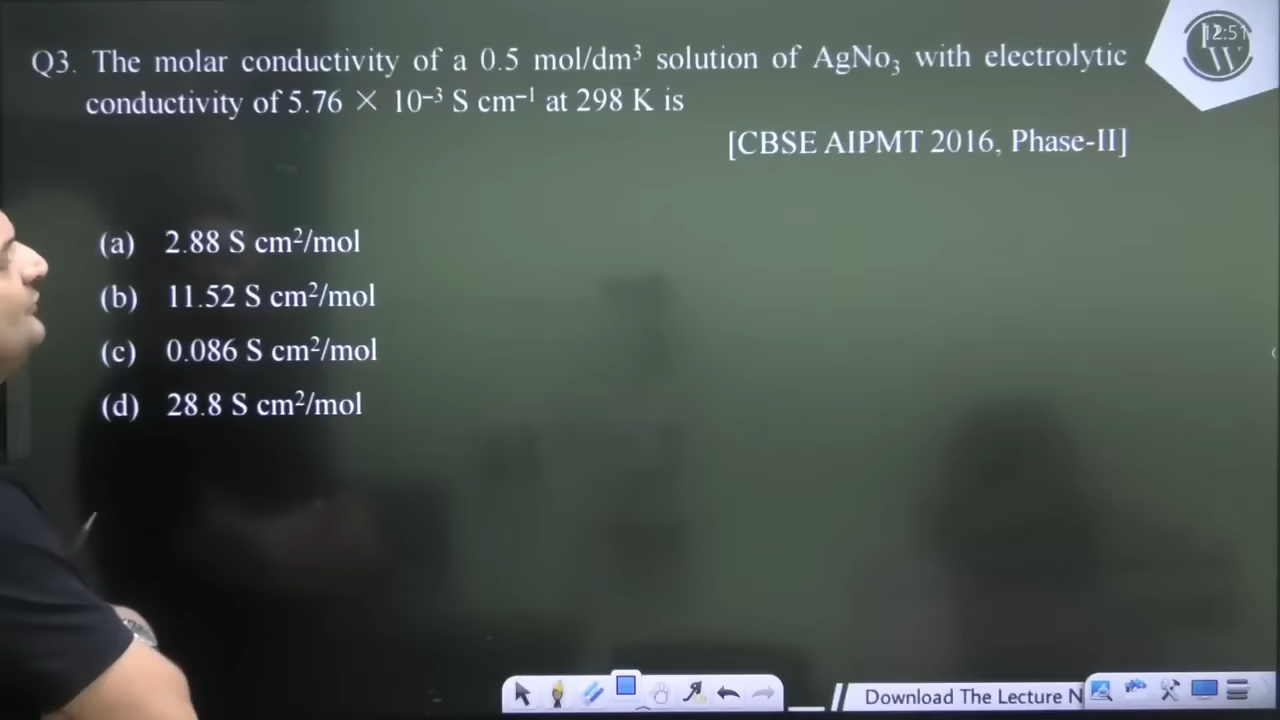 Q3. The molar conductivity of a 0.5 mol/dm³ solution of AgNo₃ with electrolytic
conductivity of 5.76 × 10⁻³ S cm⁻¹ at 298 K is
[CBSE AIPMT 2016, Phase-II]
(a) 2.88 S cm²/mol
(b) 11.52 S cm²/mol
(c) 0.086 S cm²/mol
(d) 28.8 S cm²/mol
12:51
Download The Lecture N